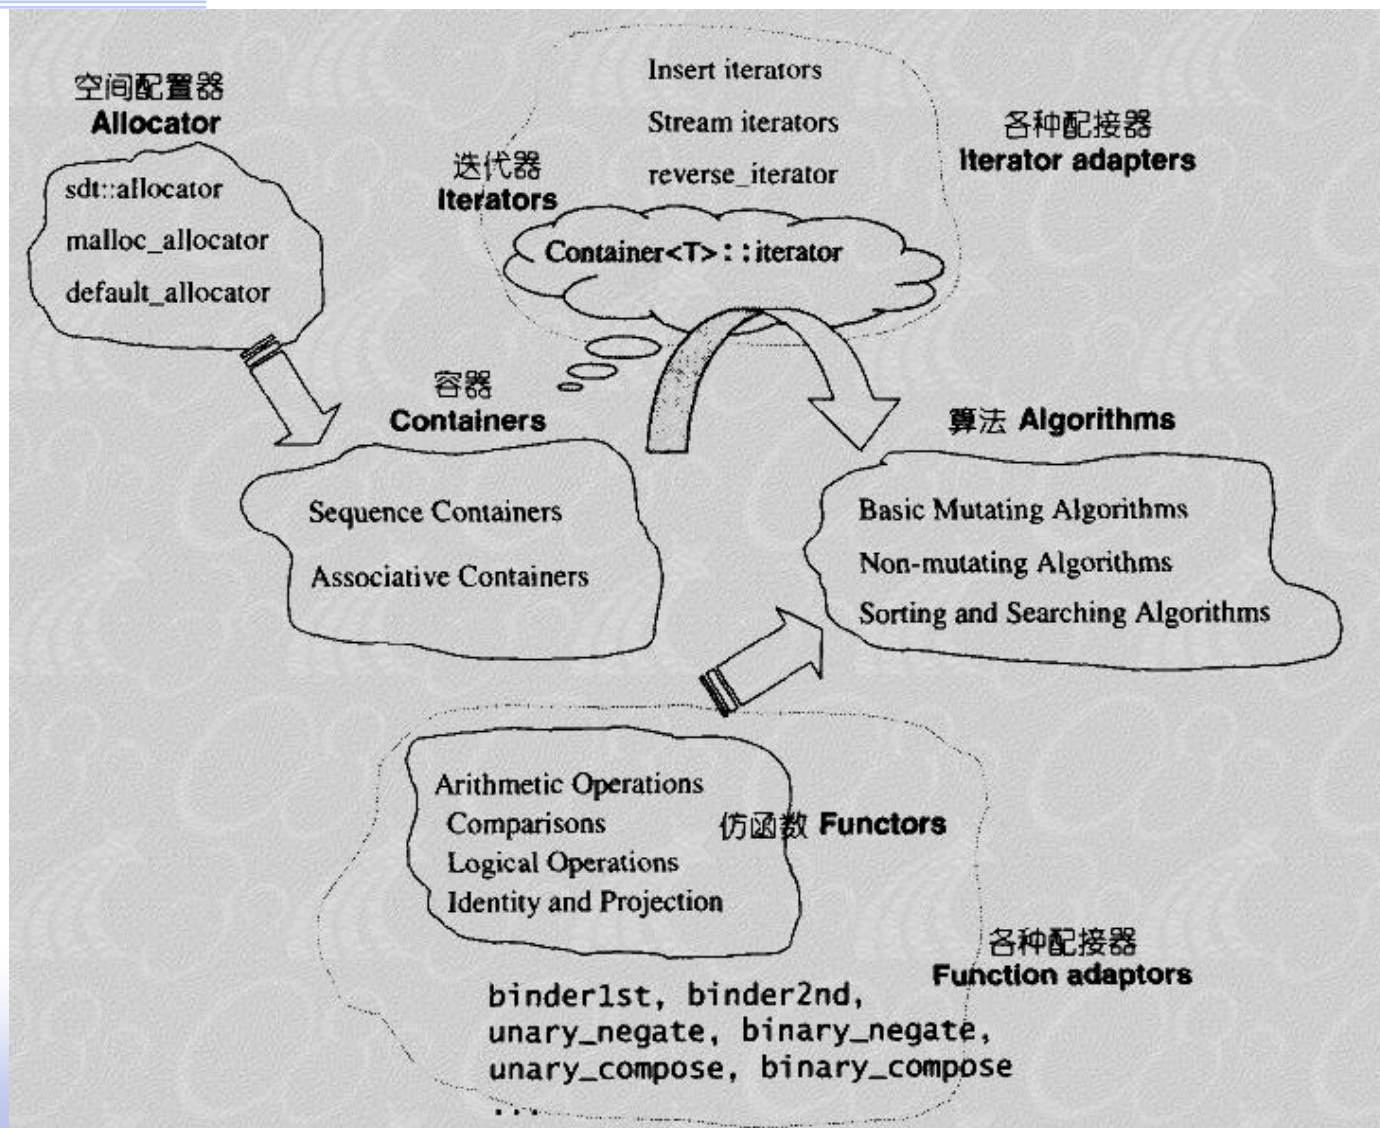 空间配置器
Allocator
sdt::allocator
malloc_allocator
default_allocator
Insert iterators
Stream iterators
reverse_iterator
各种配接器
Iterator adapters
迭代器
Iterators
Container<T>::iterator
容器
Containers
Sequence Containers
Associative Containers
算法 Algorithms
Basic Mutating Algorithms
Non-mutating Algorithms
Sorting and Searching Algorithms
Arithmetic Operations
Comparisons
Logical Operations
Identity and Projection
仿函数 Functors
各种配接器
Function adaptors
binder1st, binder2nd,
unary_negate, binary_negate,
unary_compose, binary_compose
...